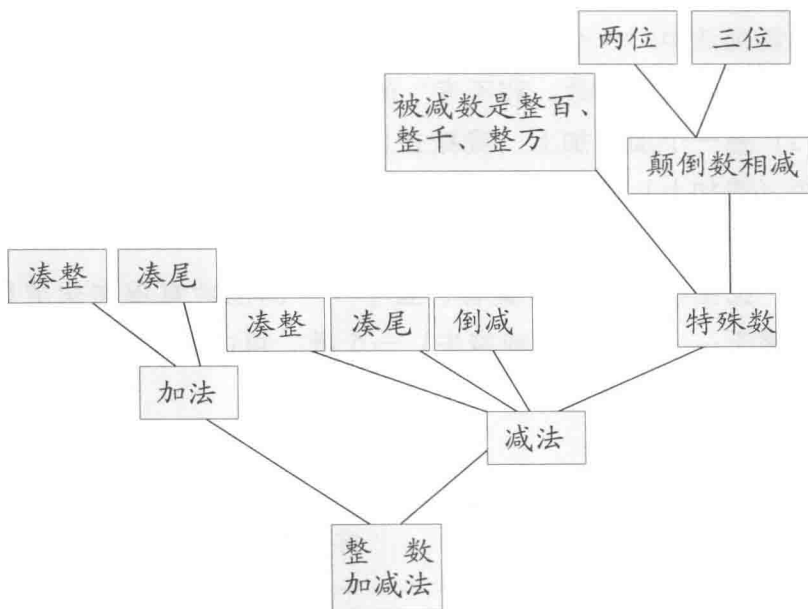 两位
三位
被减数是整百、
整千、整万
颠倒数相减
凑整
凑尾
凑整
凑尾
倒减
特殊数
加法
减法
整 数
加减法